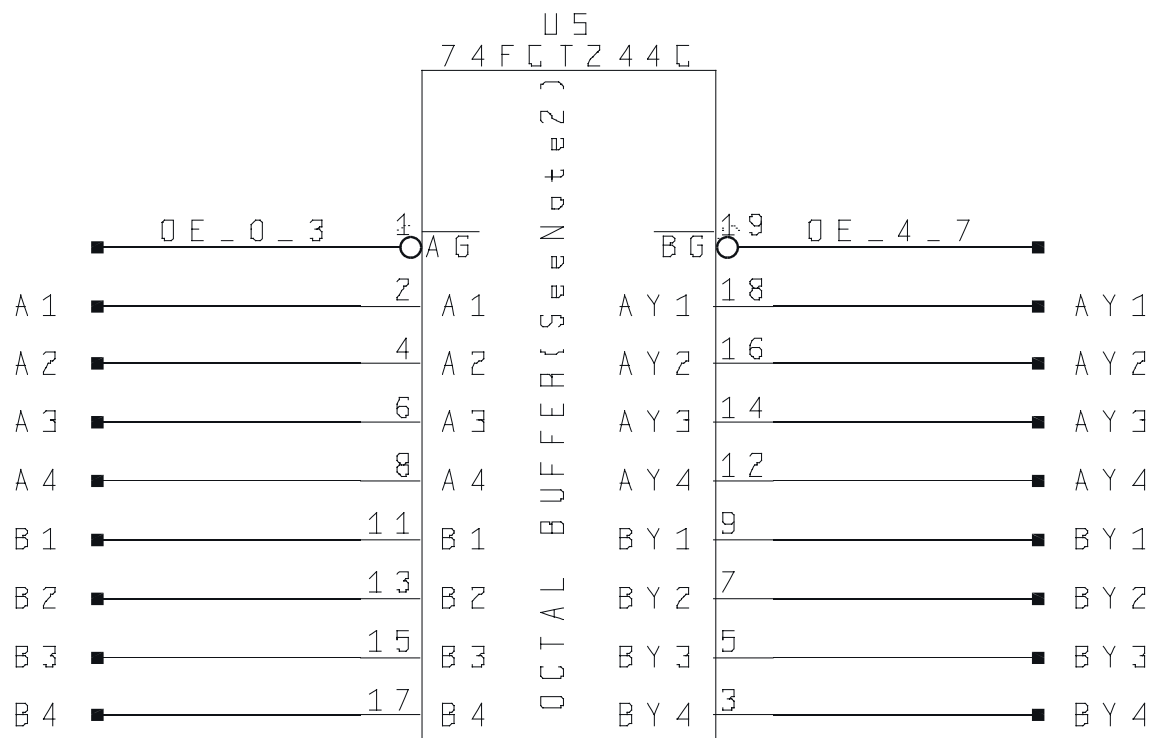 U5
74FCT244C
OCTAL BUFFER(SeeNote2)
OE_0_3 1 AG BG 19 OE_4_7
A1 2 A1 AY1 18 AY1
A2 4 A2 AY2 16 AY2
A3 6 A3 AY3 14 AY3
A4 8 A4 AY4 12 AY4
B1 11 B1 BY1 9 BY1
B2 13 B2 BY2 7 BY2
B3 15 B3 BY3 5 BY3
B4 17 B4 BY4 3 BY4